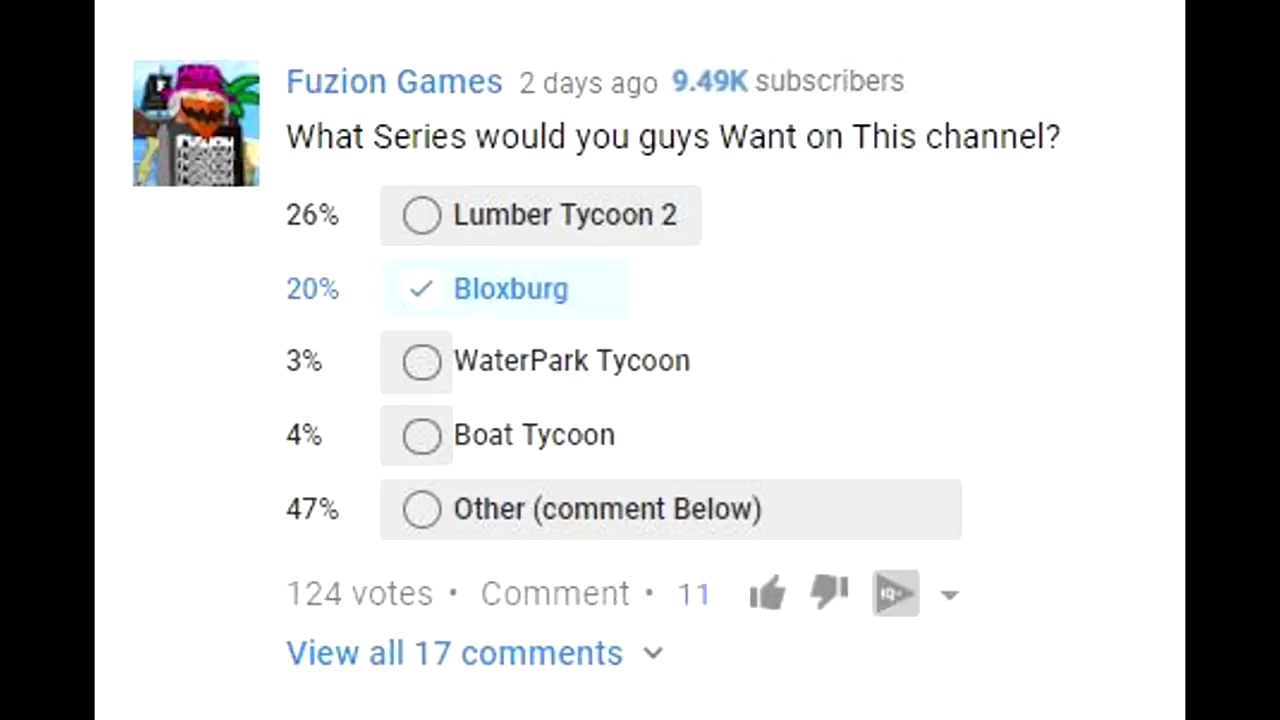 Fuzion Games 2 days ago 9.49K subscribers
What Series would you guys Want on This channel?
26% Lumber Tycoon 2
20% Bloxburg
3% WaterPark Tycoon
4% Boat Tycoon
47% Other (comment Below)
124 votes • Comment • 11
View all 17 comments